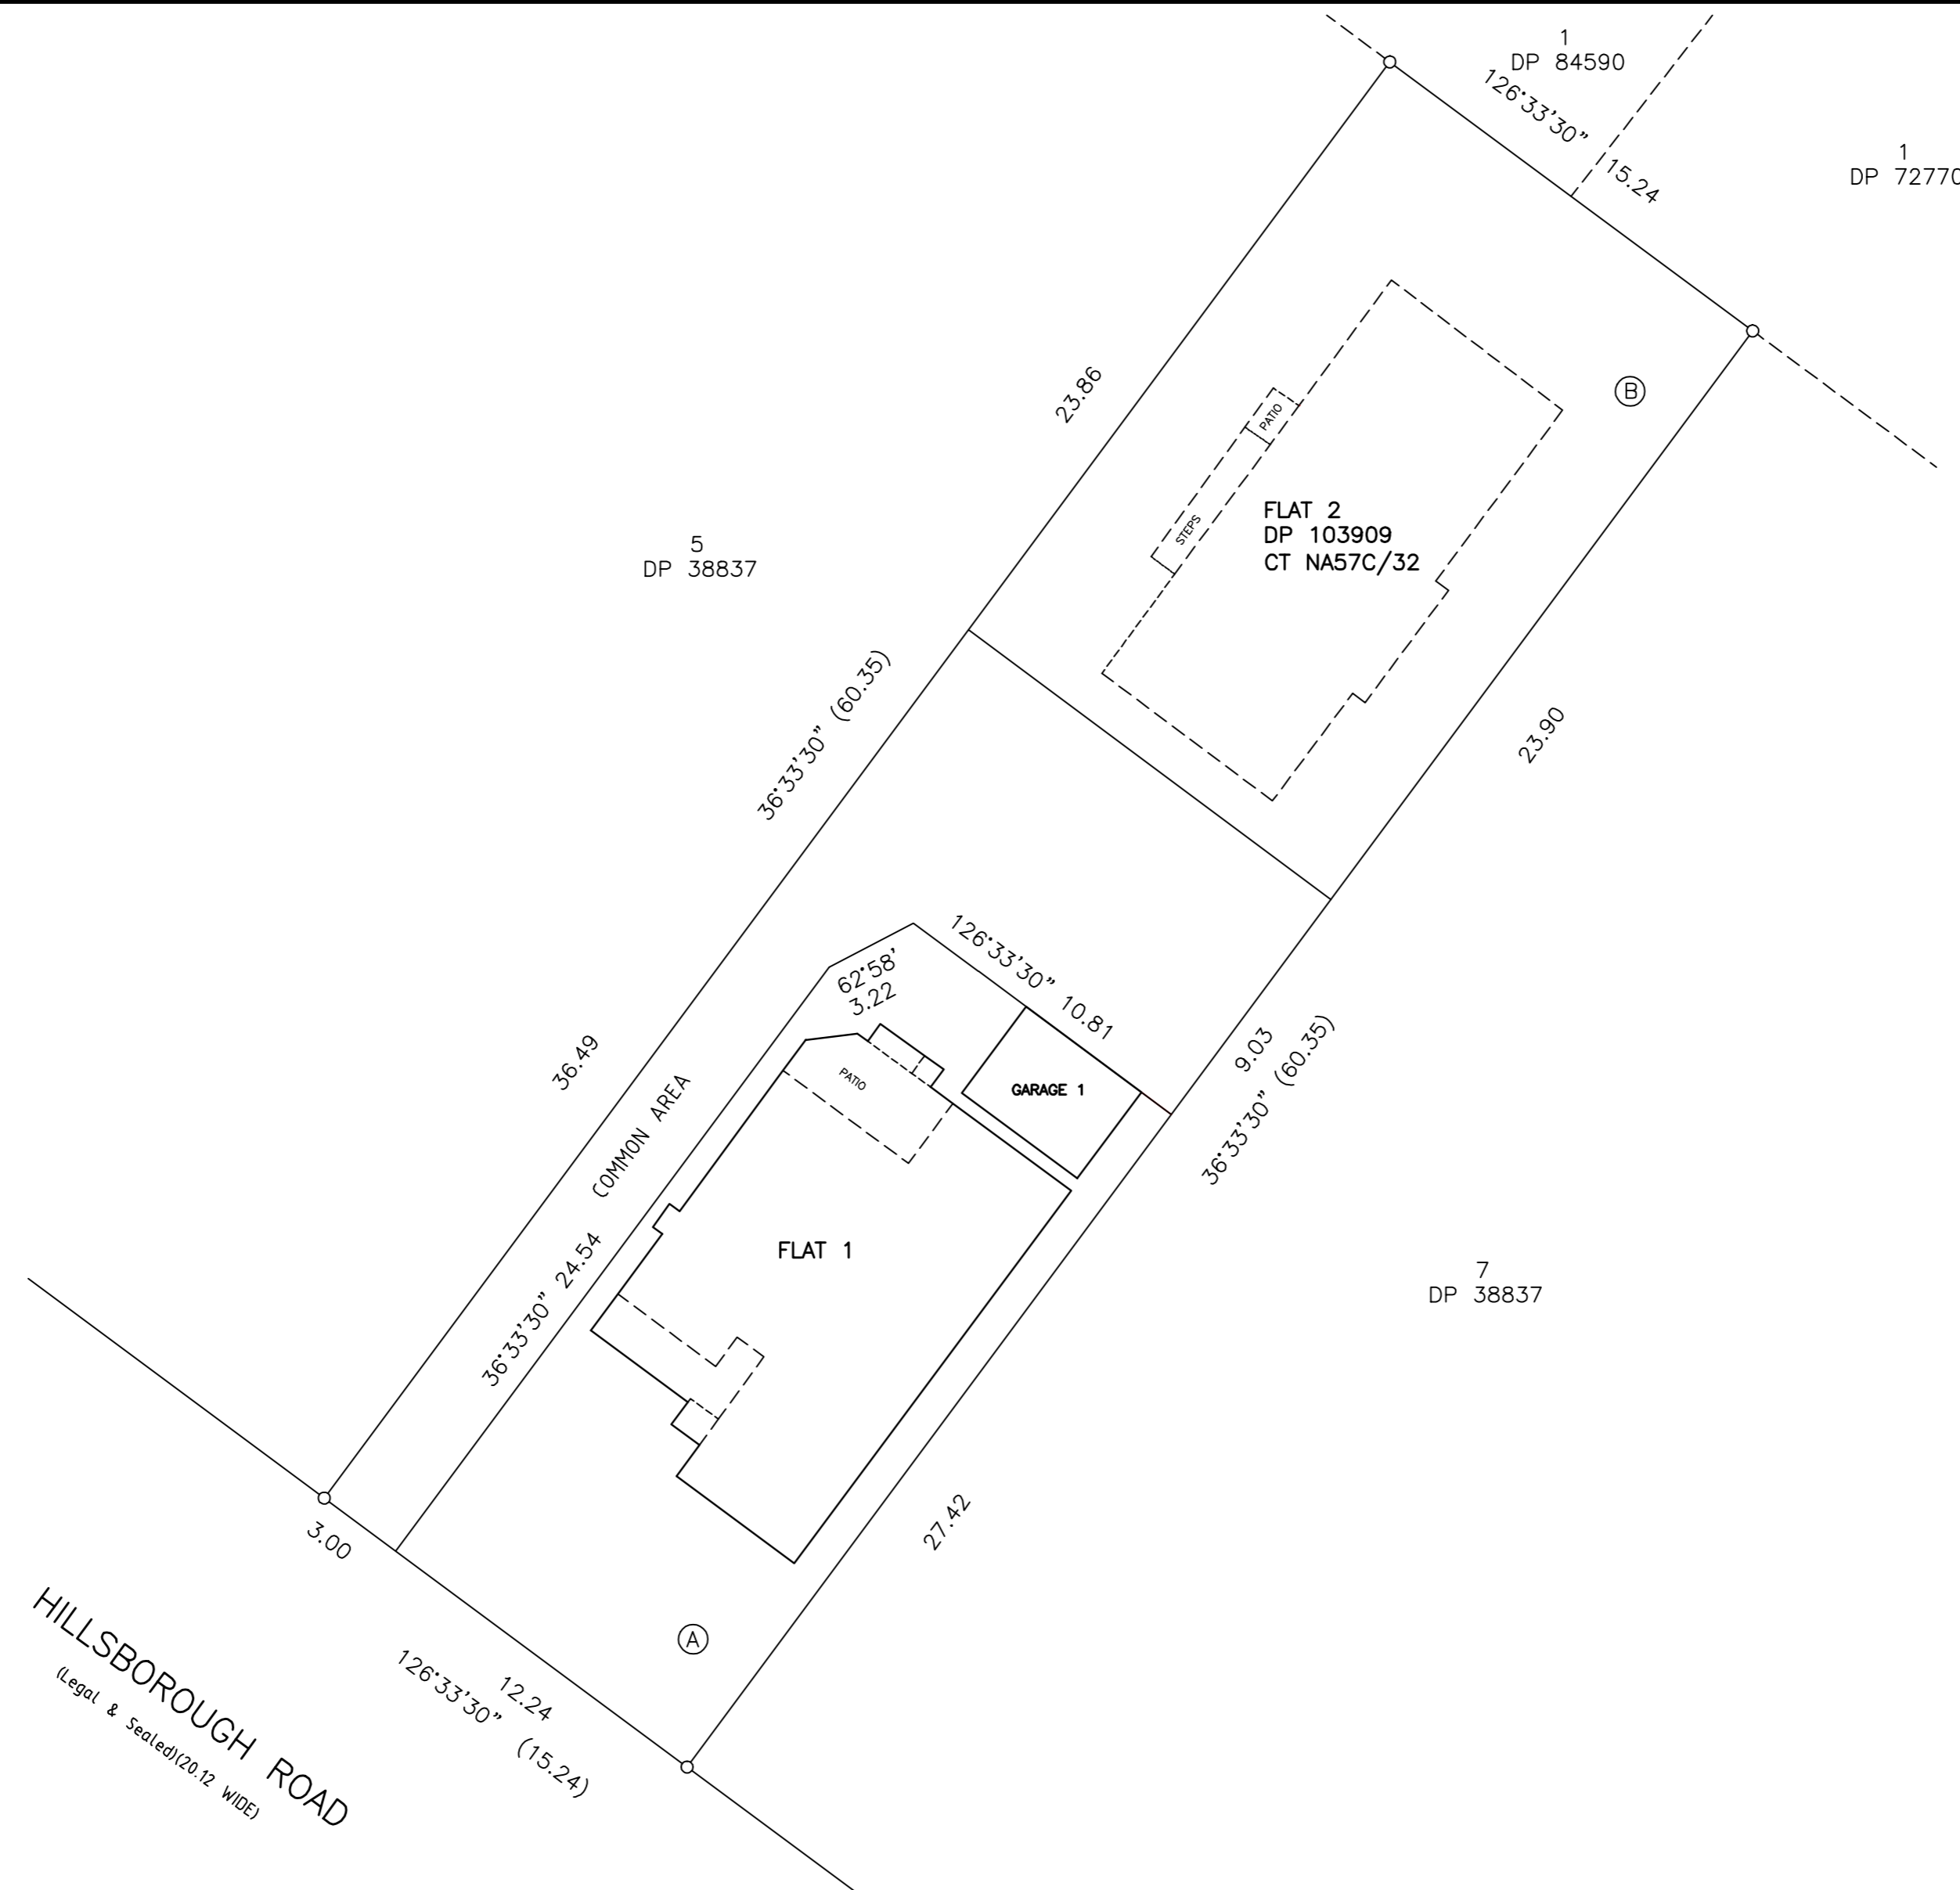 1
DP 84590
126°33'30"
15.24
1
DP 72770
23.86
B
PATIO
STEPS
FLAT 2
DP 103909
CT NA57C/32
5
DP 38837
36°33'30" (60.35)
23.90
126°33'30" 10.81
62°58'
3.22
9.03
36°33'30" (60.35)
36.49
COMMON AREA
PATIO
GARAGE 1
36°33'30" 24.54
FLAT 1
7
DP 38837
27.42
3.00
A
12.24
126°33'30" (15.24)
HILLSBOROUGH ROAD
(Legal & Sealed)(20.12 WIDE)